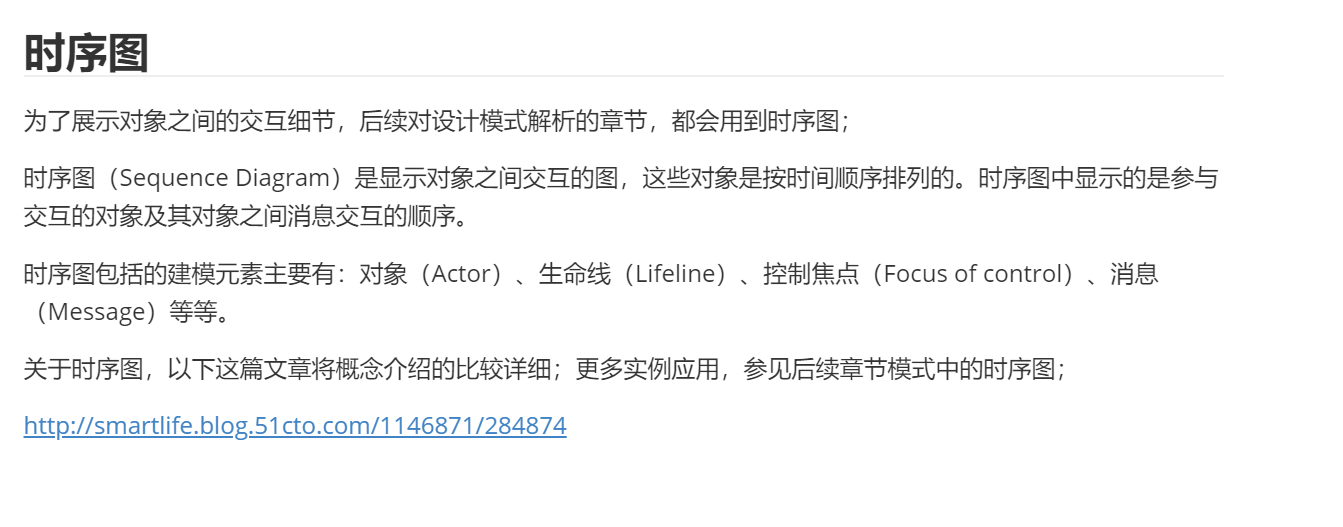 时序图
为了展示对象之间的交互细节，后续对设计模式解析的章节，都会用到时序图；
时序图（Sequence Diagram）是显示对象之间交互的图，这些对象是按时间顺序排列的。时序图中显示的是参与
交互的对象及其对象之间消息交互的顺序。
时序图包括的建模元素主要有：对象（Actor）、生命线（Lifeline）、控制焦点（Focus of control）、消息
（Message）等等。
关于时序图，以下这篇文章将概念介绍的比较详细；更多实例应用，参见后续章节模式中的时序图；
http://smartlife.blog.51cto.com/1146871/284874